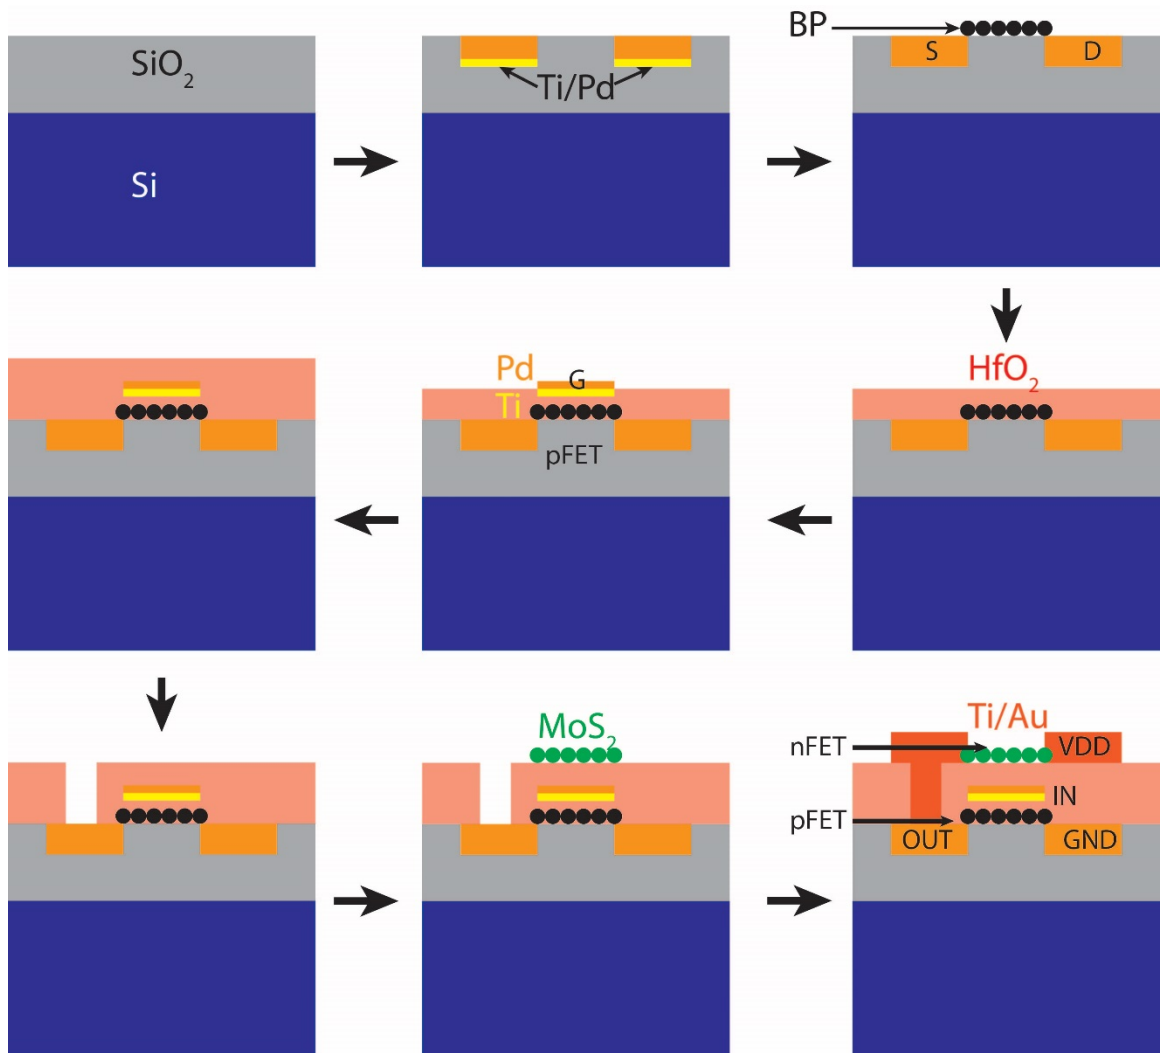 SiO₂
Si
Ti/Pd
BP
S
D
HfO₂
Pd
G
Ti
pFET
MoS₂
Ti/Au
nFET
VDD
IN
pFET
OUT
GND